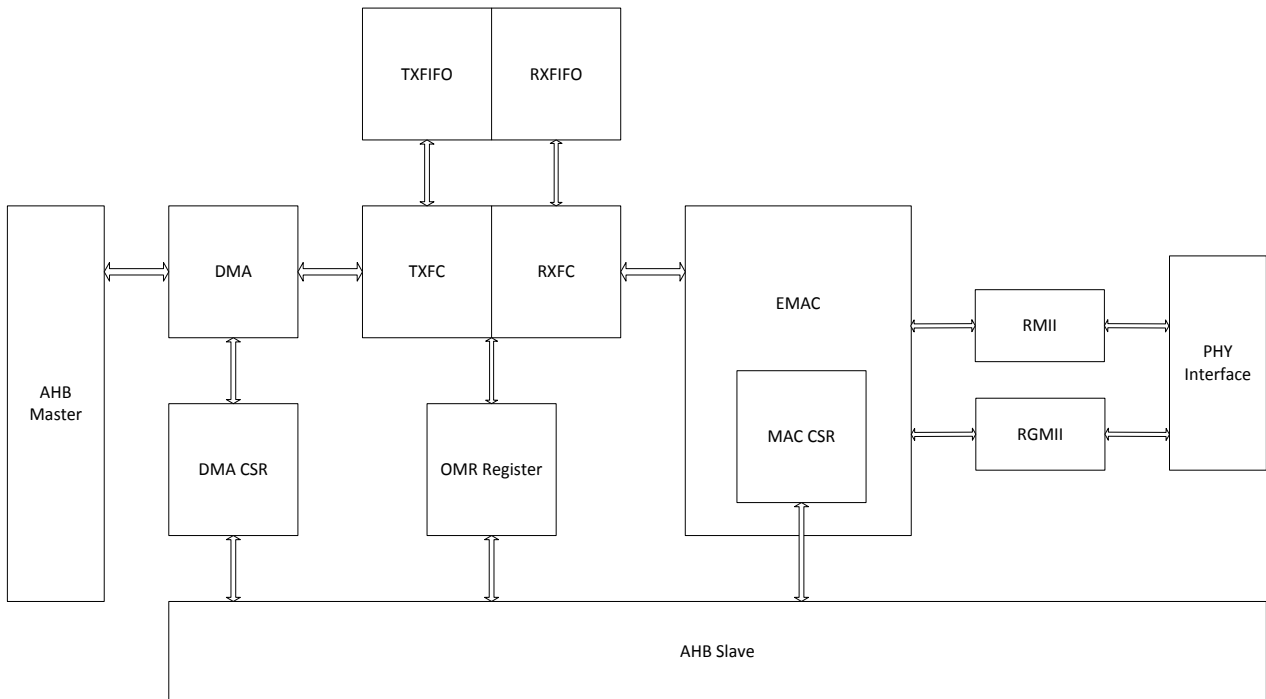 TXFIFO
RXFIFO
AHB
Master
DMA
TXFC
RXFC
EMAC
RMII
PHY
Interface
DMA CSR
OMR Register
MAC CSR
RGMII
AHB Slave